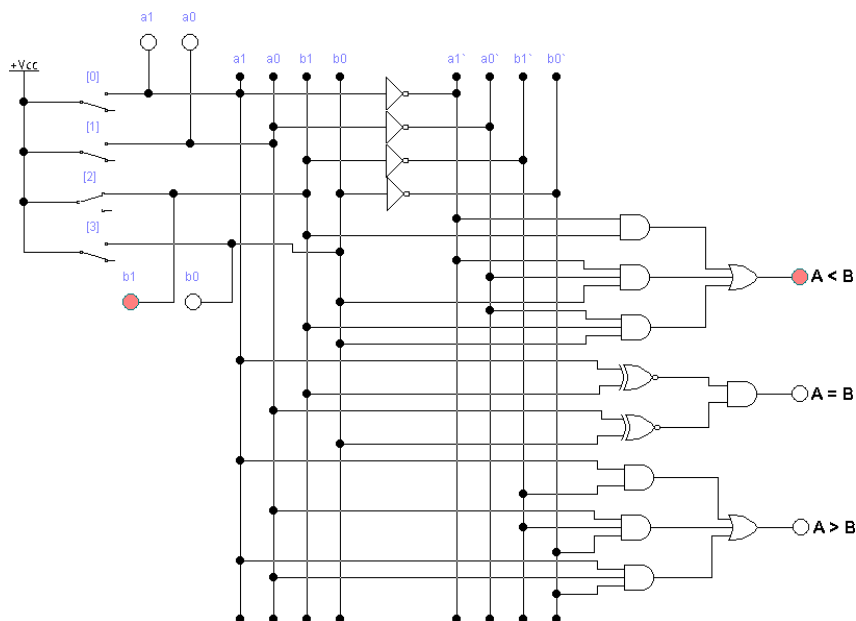 a1 a0
+Vcc
a1 a0 b1 b0 a1` a0` b1` b0`
[0]
[1]
[2]
[3]
b1 b0
A < B
A = B
A > B